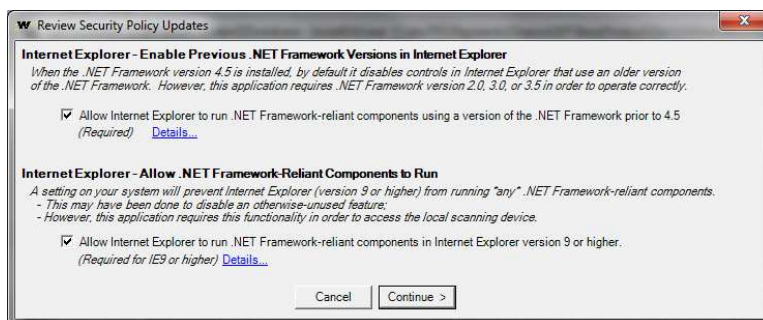 W Review Security Policy Updates
Internet Explorer - Enable Previous .NET Framework Versions in Internet Explorer
When the .NET Framework version 4.5 is installed, by default it disables controls in Internet Explorer that use an older version
of the .NET Framework. However, this application requires .NET Framework version 2.0, 3.0, or 3.5 in order to operate correctly.
Allow Internet Explorer to run .NET Framework-reliant components using a version of the .NET Framework prior to 4.5
(Required) Details...
Internet Explorer - Allow .NET Framework-Reliant Components to Run
A setting on your system will prevent Internet Explorer (version 9 or higher) from running "any" .NET Framework-reliant components.
- This may have been done to disable an otherwise-unused feature;
- However, this application requires this functionality in order to access the local scanning device.
Allow Internet Explorer to run .NET Framework-reliant components in Internet Explorer version 9 or higher.
(Required for IE9 or higher) Details...
Cancel Continue >